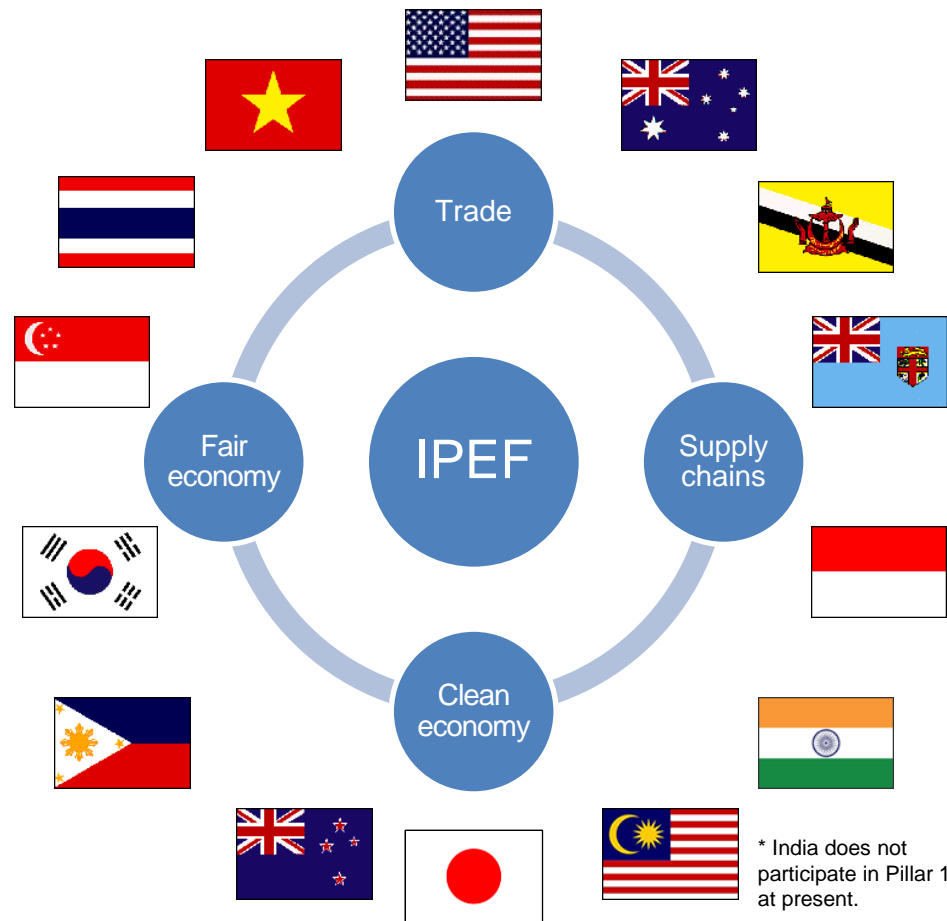 Trade
Fair
economy
IPEF
Supply
chains
Clean
economy
* India does not
participate in Pillar 1
at present.